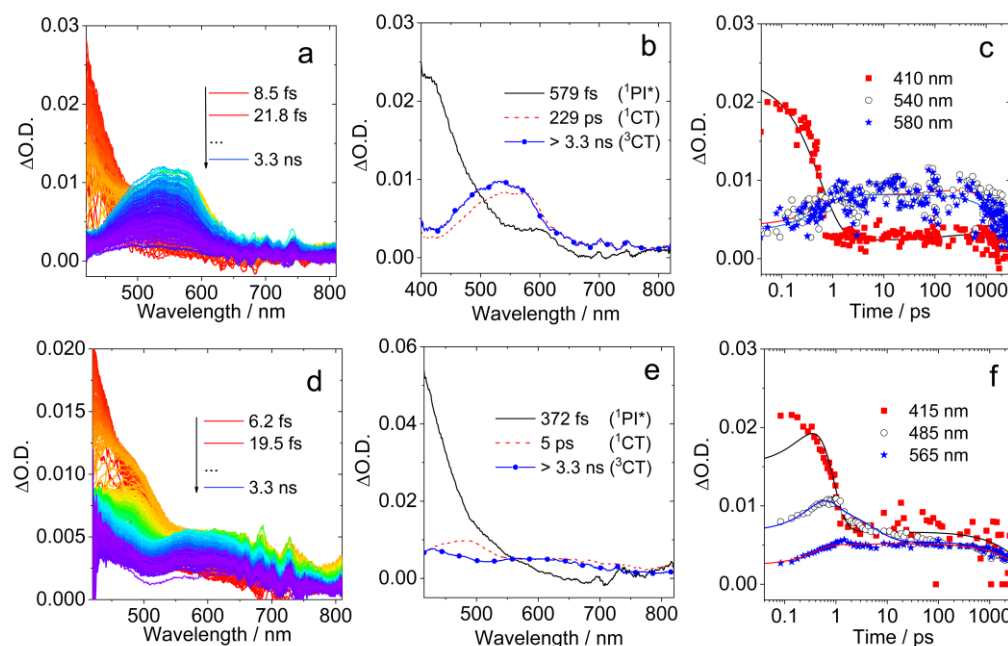 a
ΔO.D.
0.03
0.02
0.01
0.00
8.5 fs
21.8 fs
...
3.3 ns
500 600 700 800
Wavelength / nm
b
ΔO.D.
0.03
0.02
0.01
0.00
579 fs (¹PI*)
229 ps (¹CT)
> 3.3 ns (³CT)
400 500 600 700 800
Wavelength / nm
c
ΔO.D.
0.03
0.02
0.01
0.00
410 nm
540 nm
580 nm
0.1 1 10 100 1000
Time / ps
d
ΔO.D.
0.020
0.015
0.010
0.005
0.000
6.2 fs
19.5 fs
...
3.3 ns
500 600 700 800
Wavelength / nm
e
ΔO.D.
0.06
0.04
0.02
0.00
372 fs (¹PI*)
5 ps (¹CT)
> 3.3 ns (³CT)
500 600 700 800
Wavelength / nm
f
ΔO.D.
0.03
0.02
0.01
0.00
415 nm
485 nm
565 nm
0.1 1 10 100 1000
Time / ps